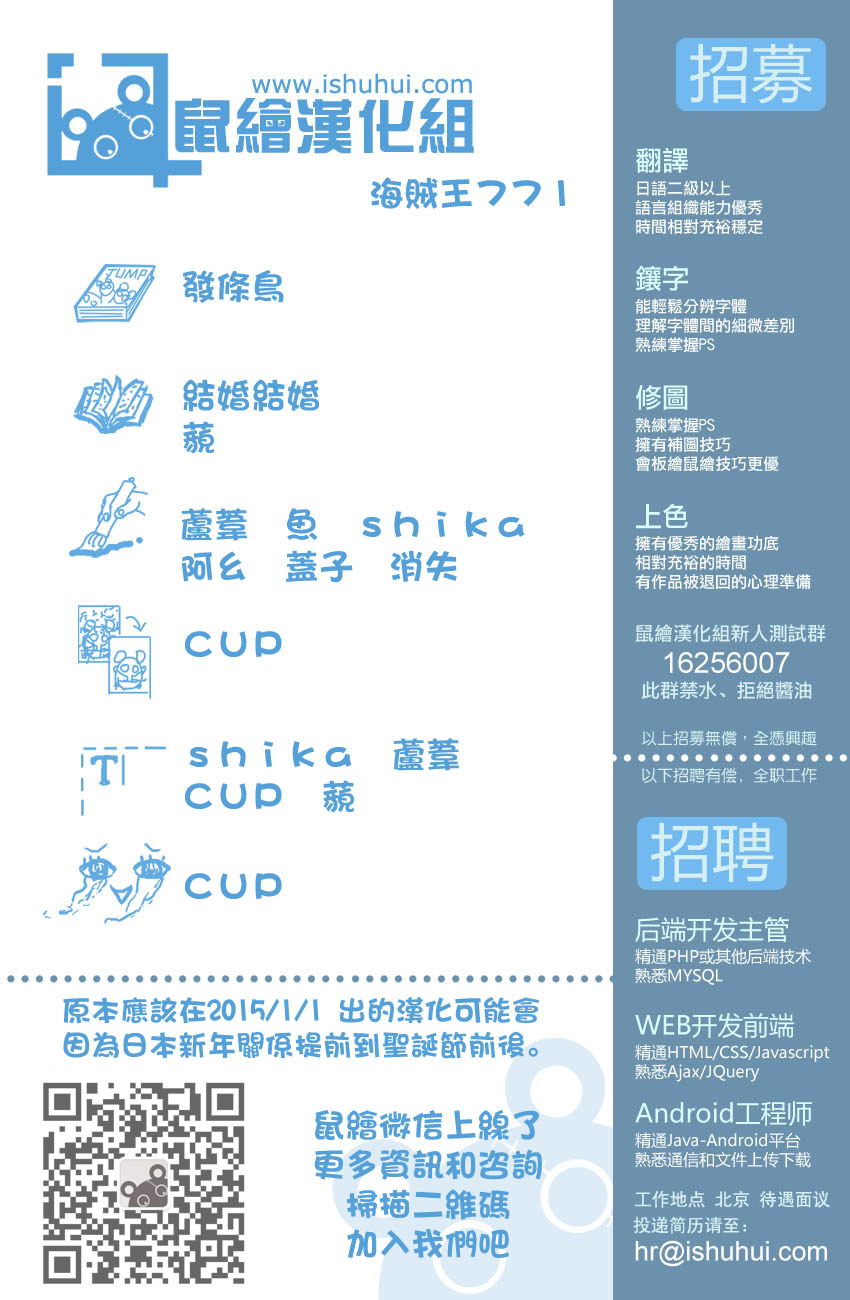 www.ishuhui.com
鼠繪漢化組
海賊王771
JUMP
發條鳥
結婚結婚
藐
蘆葦 魚 shika
阿幺 蓋子 消失
cup
T
shika 蘆葦
cup 藐
cup
原本應該在2015/1/1 出的漢化可能會
因為日本新年關係提前到聖誕節前後。
鼠繪微信上線了
更多資訊和咨詢
掃描二維碼
加入我們吧
招募
翻譯
日語二級以上
語言組織能力優秀
時間相對充裕穩定
鑲字
能輕鬆分辨字體
理解字體間的細微差別
熟練掌握PS
修圖
熟練掌握PS
擁有補圖技巧
會板繪鼠繪技巧更優
上色
擁有優秀的繪畫功底
相對充裕的時間
有作品被退回的心理準備
鼠繪漢化組新人測試群
16256007
此群禁水、拒絕醬油
以上招募無償，全憑興趣
以下招聘有偿，全职工作
招聘
后端开发主管
精通PHP或其他后端技术
熟悉MYSQL
WEB开发前端
精通HTML/CSS/Javascript
熟悉Ajax/JQuery
Android工程师
精通Java-Android平台
熟悉通信和文件上传下载
工作地点 北京 待遇面议
投递简历请至：
hr@ishuhui.com